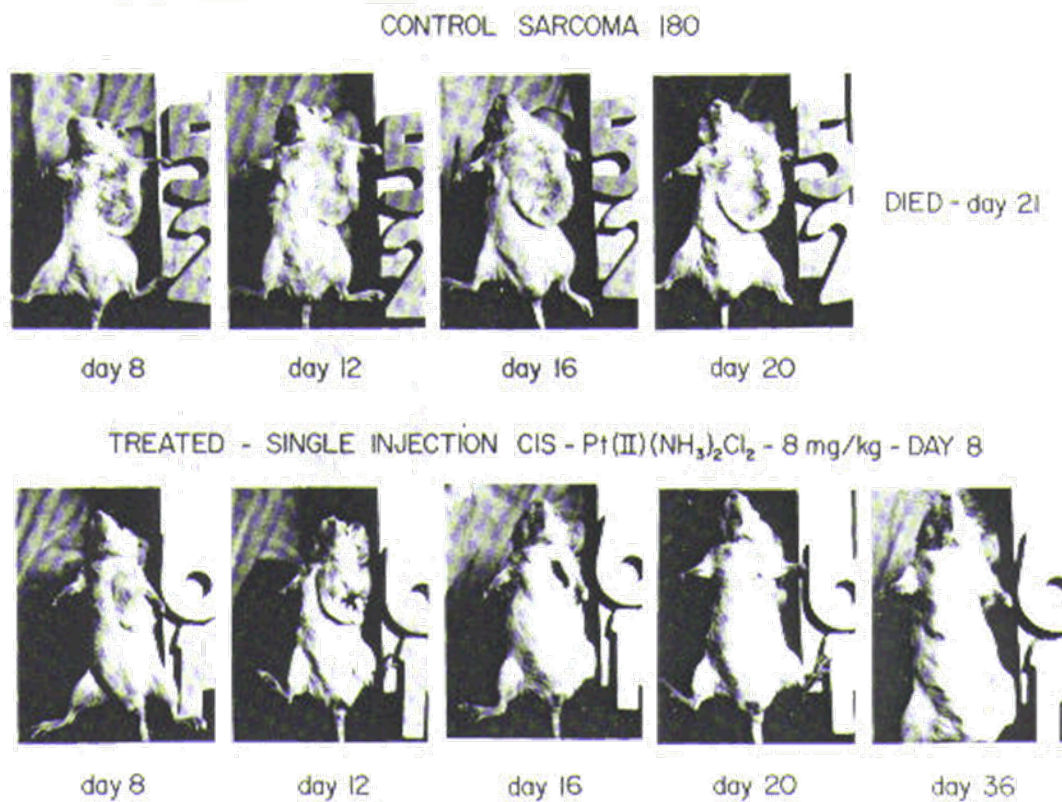 CONTROL SARCOMA 180
DIED - day 21
day 8 day 12 day 16 day 20
TREATED - SINGLE INJECTION CIS - Pt(II)(NH₃)₂Cl₂ - 8 mg/kg - DAY 8
day 8 day 12 day 16 day 20 day 36